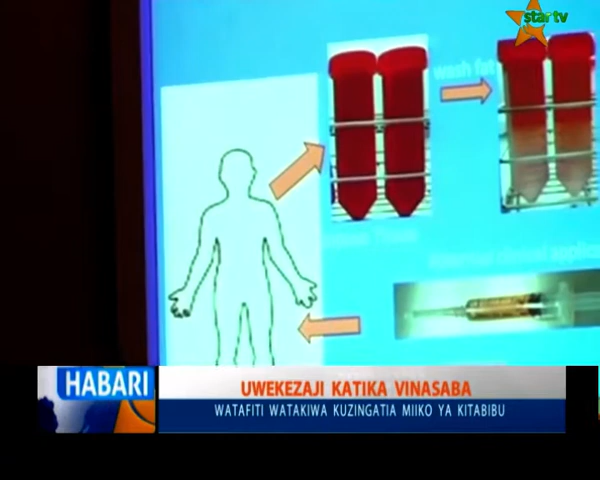 startv
wash fat
HABARI
UWEKEZAJI KATIKA VINASABA
WATAFITI WATAKIWA KUZINGATIA MIIKO YA KITABIBU